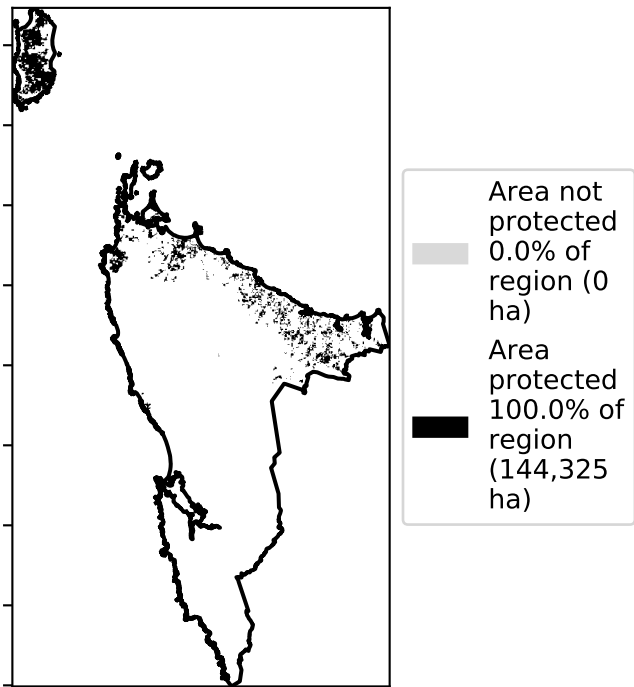 Area not
protected
0.0% of
region (0
ha)
Area
protected
100.0% of
region
(144,325
ha)